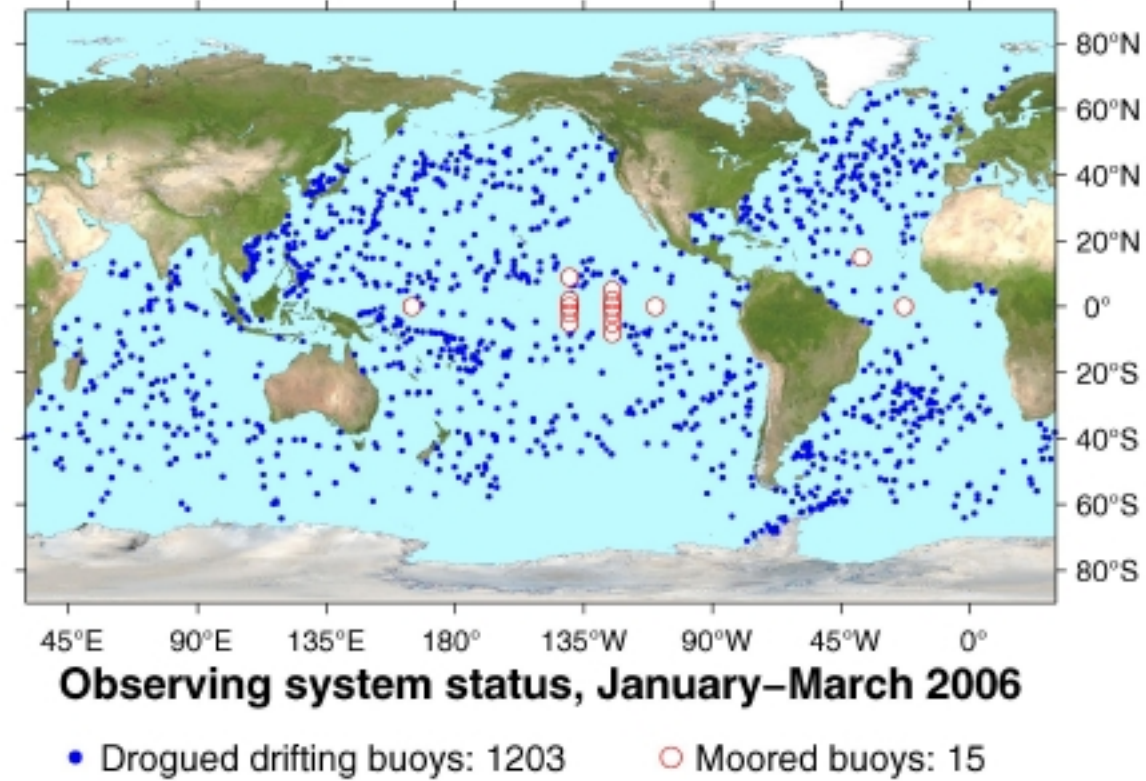 80°N
60°N
40°N
20°N
0°
20°S
40°S
60°S
80°S
45°E 90°E 135°E 180° 135°W 90°W 45°W 0°
Observing system status, January–March 2006
Drogued drifting buoys: 1203 Moored buoys: 15